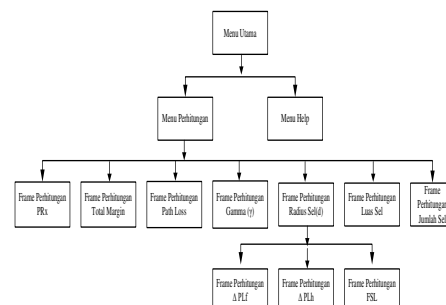 Menu Utama
Menu Perhitungan
Menu Help
Frame Perhitungan
PRx
Frame Perhitungan
Total Margin
Frame Perhitungan
Path Loss
Frame Perhitungan
Gamma (γ)
Frame Perhitungan
Radius Sel(d)
Frame Perhitungan
Luas Sel
Frame
Perhitungan
Jumlah Sel
Frame Perhitungan
Δ PLf
Frame Perhitungan
Δ PLh
Frame Perhitungan
FSL